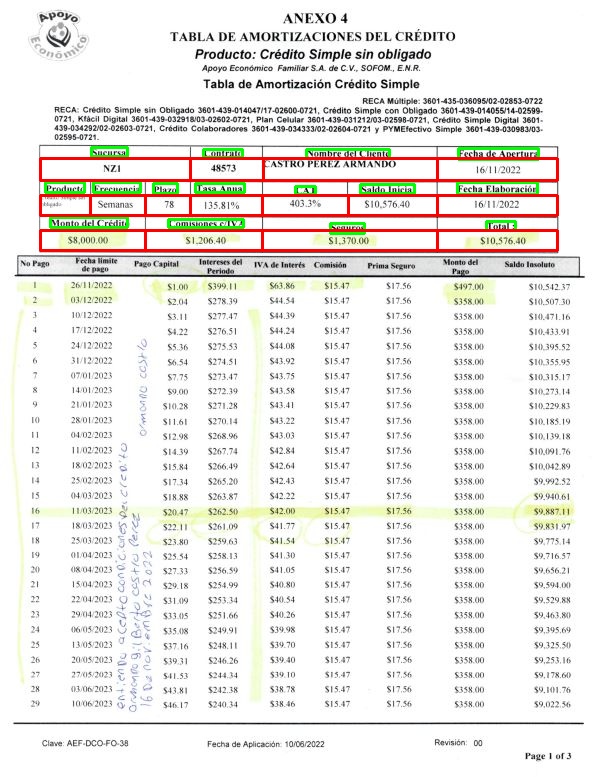 Apoyo
Económico
ANEXO 4
TABLA DE AMORTIZACIONES DEL CRÉDITO
Producto: Crédito Simple sin obligado
Apoyo Económico Familiar S.A. de C.V., SOFOM., E.N.R.
Tabla de Amortización Crédito Simple
RECA Múltiple: 3601-435-036095/02-02853-0722
RECA: Crédito Simple sin Obligado 3601-439-014047/17-02600-0721, Crédito Simple con Obligado 3601-439-014055/14-02599-
0721, Kfácil Digital 3601-439-032918/03-02602-0721, Plan Celular 3601-439-031212/03-02598-0721, Crédito Simple Digital 3601-
439-034292/02-02603-0721, Crédito Colaboradores 3601-439-034333/02-02604-0721 y PYMEfectivo Simple 3601-439-030983/03-
02595-0721.
Sucursa Contrato Nombre del Cliente Fecha de Apertura
NZ1 48573 CASTRO PEREZ ARMANDO 16/11/2022
Producto Frecuencia Plazo Tasa Anua CAT Saldo Inicia Fecha Elaboración
obligado Semanas 78 135.81% 403.3% $10,576.40 16/11/2022
Monto del Crédito Comisiones c/IVA Seguros Total :
$8,000.00 $1,206.40 $1,370.00 $10,576.40
No Pago Fecha límite de pago Pago Capital Intereses del Periodo IVA de Interés Comisión Prima Seguro Monto del Pago Saldo Insoluto
1 26/11/2022 $1.00 $399.11 $63.86 $15.47 $17.56 $497.00 $10,542.37
2 03/12/2022 $2.04 $278.39 $44.54 $15.47 $17.56 $358.00 $10,507.30
3 10/12/2022 $3.11 $277.47 $44.39 $15.47 $17.56 $358.00 $10,471.16
4 17/12/2022 $4.22 $276.51 $44.24 $15.47 $17.56 $358.00 $10,433.91
5 24/12/2022 $5.36 $275.53 $44.08 $15.47 $17.56 $358.00 $10,395.52
6 31/12/2022 $6.54 $274.51 $43.92 $15.47 $17.56 $358.00 $10,355.95
7 07/01/2023 $7.75 $273.47 $43.75 $15.47 $17.56 $358.00 $10,315.17
8 14/01/2023 $9.00 $272.39 $43.58 $15.47 $17.56 $358.00 $10,273.14
9 21/01/2023 $10.28 $271.28 $43.41 $15.47 $17.56 $358.00 $10,229.83
10 28/01/2023 $11.61 $270.14 $43.22 $15.47 $17.56 $358.00 $10,185.19
11 04/02/2023 $12.98 $268.96 $43.03 $15.47 $17.56 $358.00 $10,139.18
12 11/02/2023 $14.39 $267.74 $42.84 $15.47 $17.56 $358.00 $10,091.76
13 18/02/2023 $15.84 $266.49 $42.64 $15.47 $17.56 $358.00 $10,042.89
14 25/02/2023 $17.34 $265.20 $42.43 $15.47 $17.56 $358.00 $9,992.52
15 04/03/2023 $18.88 $263.87 $42.22 $15.47 $17.56 $358.00 $9,940.61
16 11/03/2023 $20.47 $262.50 $42.00 $15.47 $17.56 $358.00 $9,887.11
17 18/03/2023 $22.11 $261.09 $41.77 $15.47 $17.56 $358.00 $9,831.97
18 25/03/2023 $23.80 $259.63 $41.54 $15.47 $17.56 $358.00 $9,775.14
19 01/04/2023 $25.54 $258.13 $41.30 $15.47 $17.56 $358.00 $9,716.57
20 08/04/2023 $27.33 $256.59 $41.05 $15.47 $17.56 $358.00 $9,656.21
21 15/04/2023 $29.18 $254.99 $40.80 $15.47 $17.56 $358.00 $9,594.00
22 22/04/2023 $31.09 $253.34 $40.54 $15.47 $17.56 $358.00 $9,529.88
23 29/04/2023 $33.05 $251.66 $40.26 $15.47 $17.56 $358.00 $9,463.80
24 06/05/2023 $35.08 $249.91 $39.98 $15.47 $17.56 $358.00 $9,395.69
25 13/05/2023 $37.16 $248.11 $39.70 $15.47 $17.56 $358.00 $9,325.50
26 20/05/2023 $39.31 $246.26 $39.40 $15.47 $17.56 $358.00 $9,253.16
27 27/05/2023 $41.53 $244.34 $39.10 $15.47 $17.56 $358.00 $9,178.60
28 03/06/2023 $43.81 $242.38 $38.78 $15.47 $17.56 $358.00 $9,101.76
29 10/06/2023 $46.17 $240.34 $38.46 $15.47 $17.56 $358.00 $9,022.56
entiendo acepto condiciones del credito
armando gilberto castro Perez
16 De noviembre 2022
armando castro
Clave: AEF-DCO-FO-38 Fecha de Aplicación: 10/06/2022 Revisión: 00
Page 1 of 3